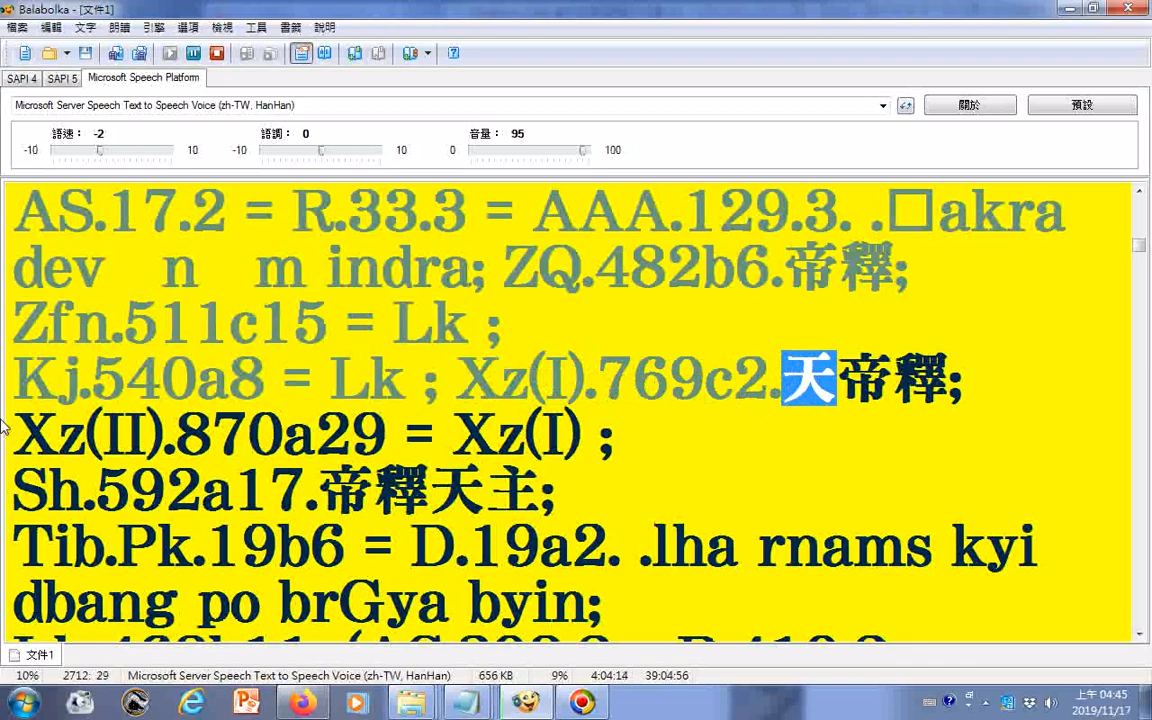 Balabolka - [文件1]
檔案 編輯 文字 朗讀 引擎 選項 檢視 工具 書籤 說明
SAPI 4 SAPI 5 Microsoft Speech Platform
Microsoft Server Speech Text to Speech Voice (zh-TW, HanHan) 關於 預設
語速： -2 語調： 0 音量： 95
-10 10 -10 10 0 100
AS.17.2 = R.33.3 = AAA.129.3. .□akra
dev n m indra; ZQ.482b6.帝釋;
Zfn.511c15 = Lk ;
Kj.540a8 = Lk ; Xz(I).769c2.天帝釋;
Xz(II).870a29 = Xz(I) ;
Sh.592a17.帝釋天主;
Tib.Pk.19b6 = D.19a2. .lha rnams kyi
dbang po brGya byin;
文件1
10% 2712: 29 Microsoft Server Speech Text to Speech Voice (zh-TW, HanHan) 656 KB 9% 4:04:14 39:04:56
上午 04:45
2019/11/17